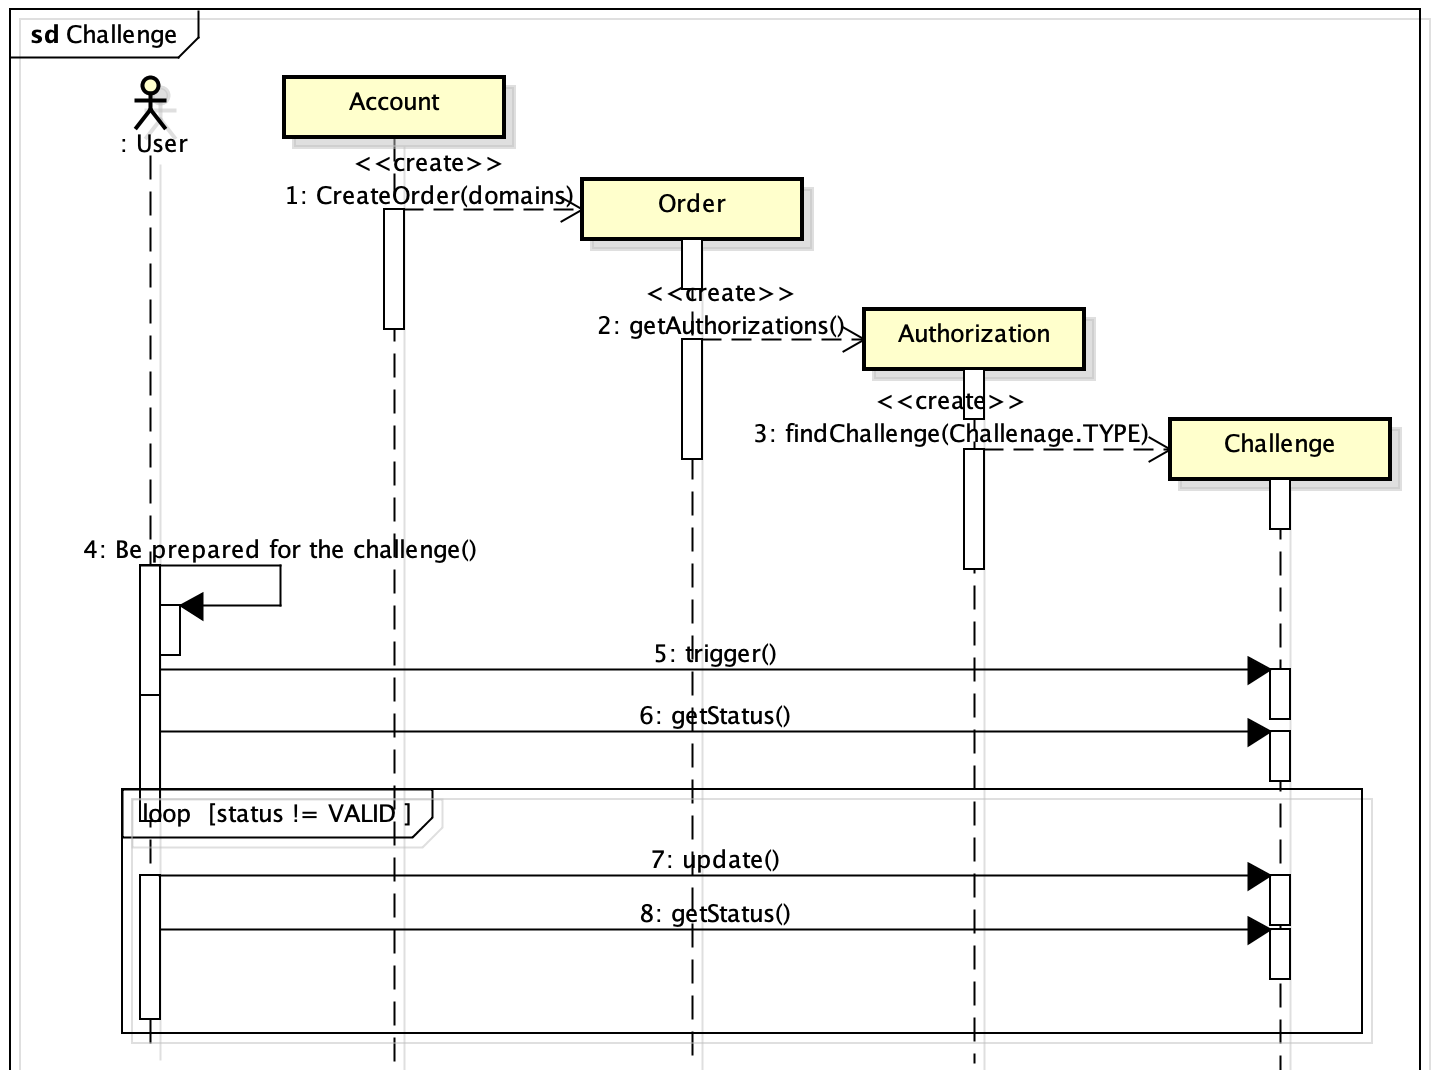 sd Challenge
: User
Account
<<create>>
1: CreateOrder(domains)
Order
<<create>>
2: getAuthorizations()
Authorization
<<create>>
3: findChallenge(Challenage.TYPE)
Challenge
4: Be prepared for the challenge()
5: trigger()
6: getStatus()
loop [status != VALID ]
7: update()
8: getStatus()